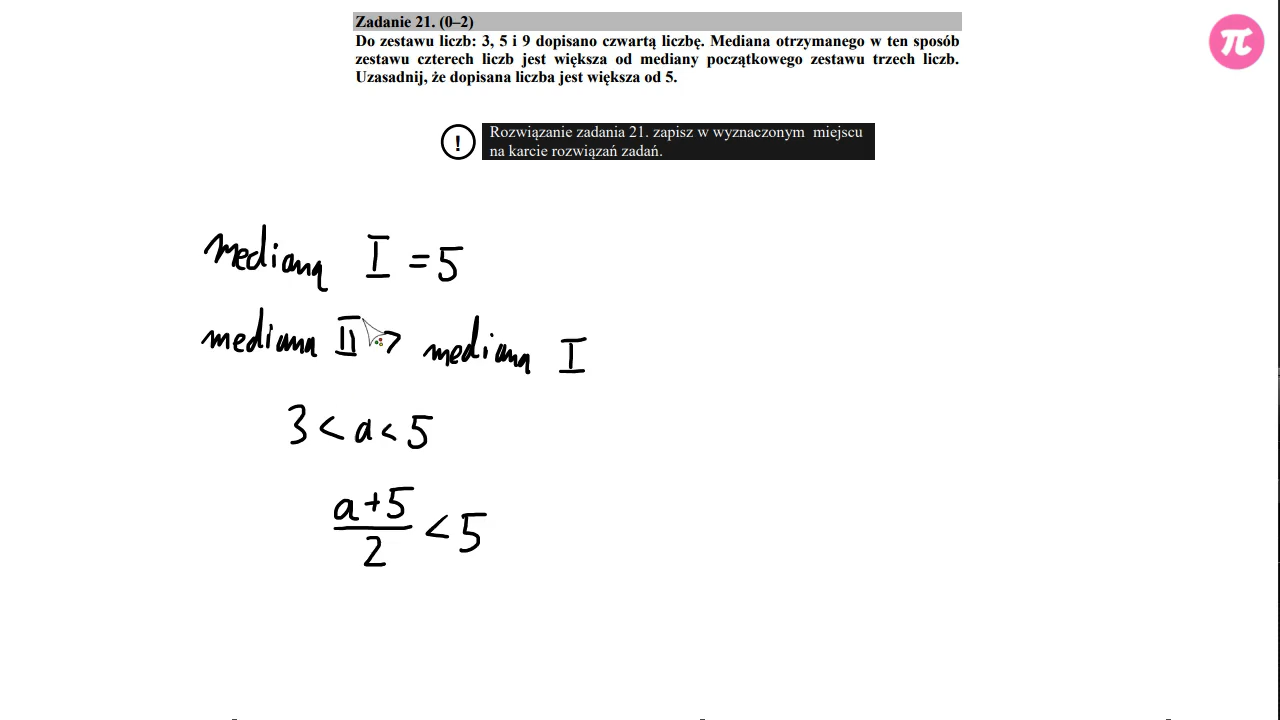 Zadanie 21. (0–2)
Do zestawu liczb: 3, 5 i 9 dopisano czwartą liczbę. Mediana otrzymanego w ten sposób
zestawu czterech liczb jest większa od mediany początkowego zestawu trzech liczb.
Uzasadnij, że dopisana liczba jest większa od 5.
π
! Rozwiązanie zadania 21. zapisz w wyznaczonym miejscu
na karcie rozwiązań zadań.
mediana I = 5
mediana II > mediana I
3 < a < 5
a+5
2
< 5